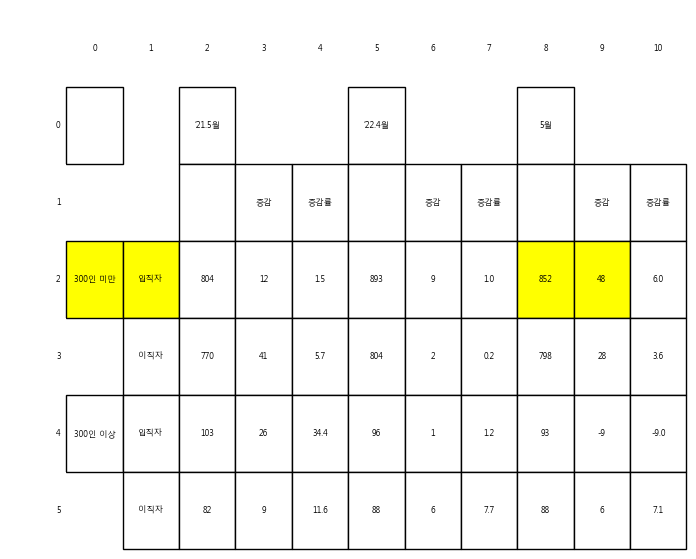 0 1 2 3 4 5 6 7 8 9 10
0 '21.5월 '22.4월 5월
1 증감 증감률 증감 증감률 증감 증감률
2 300인 미만 입직자 804 12 1.5 893 9 1.0 852 48 6.0
3 이직자 770 41 5.7 804 2 0.2 798 28 3.6
4 300인 이상 입직자 103 26 34.4 96 1 1.2 93 -9 -9.0
5 이직자 82 9 11.6 88 6 7.7 88 6 7.1